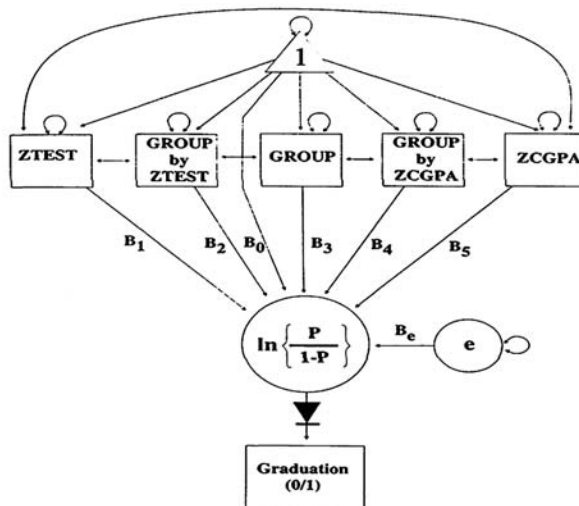 1
ZTEST
GROUP
by
ZTEST
GROUP
GROUP
by
ZCGPA
ZCGPA
B1
B2
B0
B3
B4
B5
ln { P / 1-P }
Be
e
Graduation
(0/1)